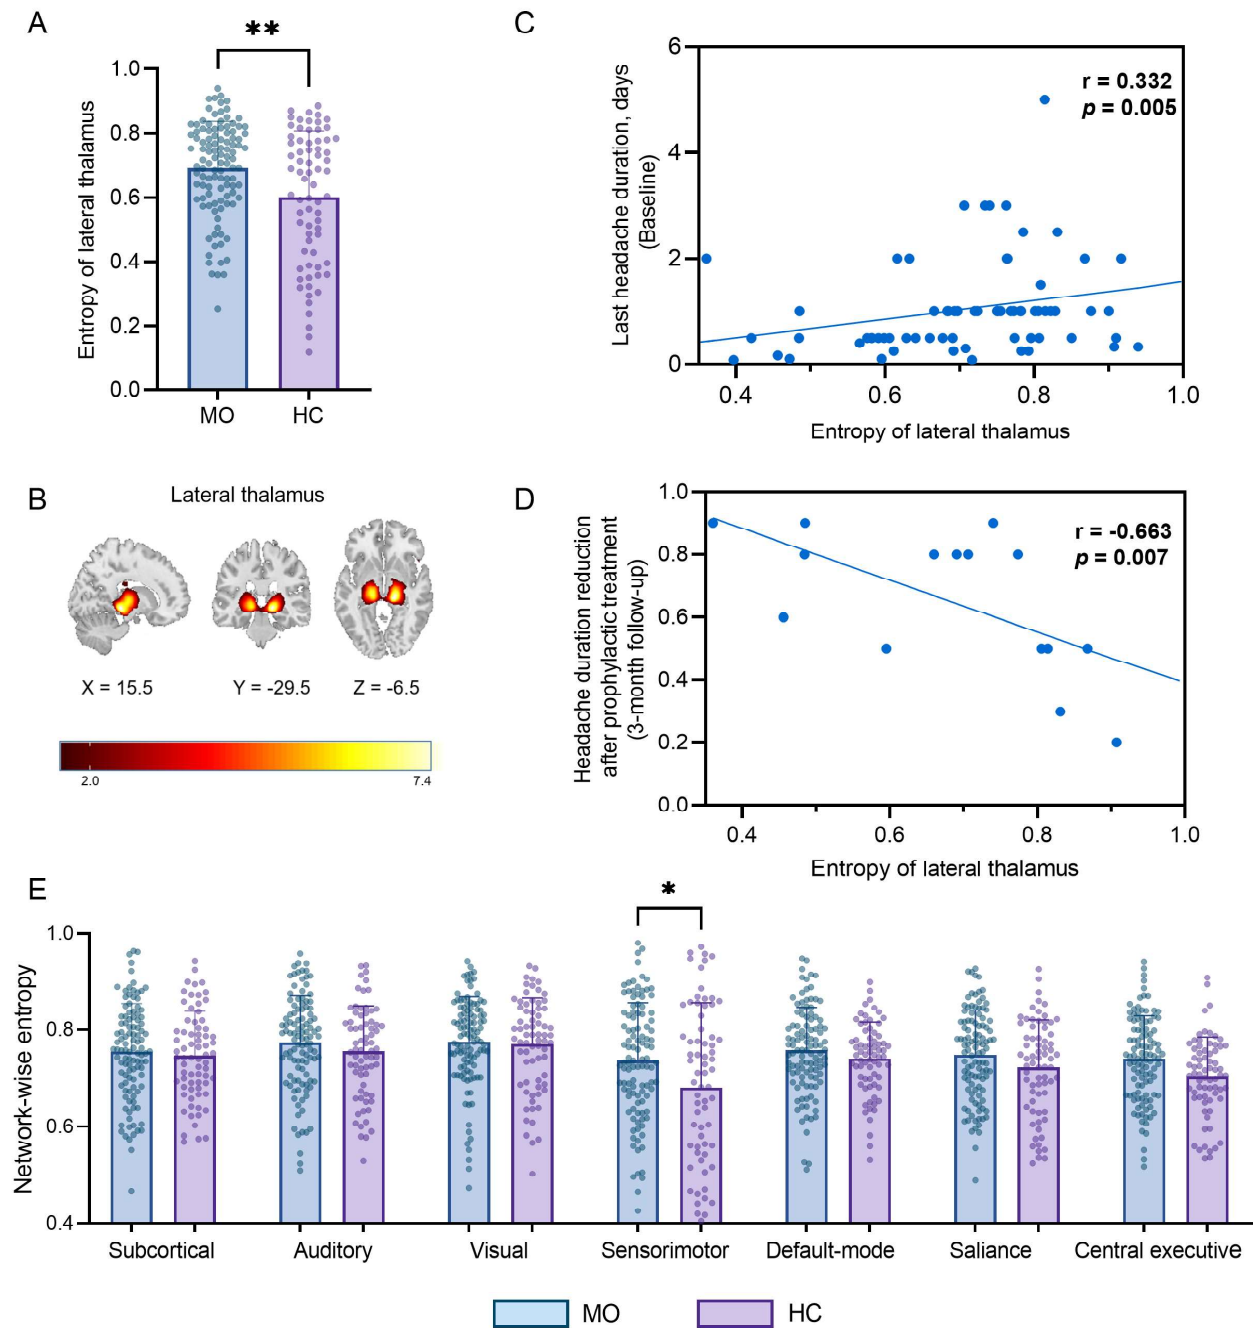 A
**
Entropy of lateral thalamus
1.0
0.8
0.6
0.4
0.2
0.0
MO
HC
C
Last headache duration, days
(Baseline)
6
4
2
0
r = 0.332
p = 0.005
0.4
0.6
0.8
1.0
Entropy of lateral thalamus
B
Lateral thalamus
X = 15.5
Y = -29.5
Z = -6.5
2.0
7.4
D
Headache duration reduction
after prophylactic treatment
(3-month follow-up)
1.0
0.8
0.6
0.4
0.2
0.0
r = -0.663
p = 0.007
0.4
0.6
0.8
1.0
Entropy of lateral thalamus
E
*
Network-wise entropy
1.0
0.8
0.6
0.4
Subcortical
Auditory
Visual
Sensorimotor
Default-mode
Saliance
Central executive
MO
HC